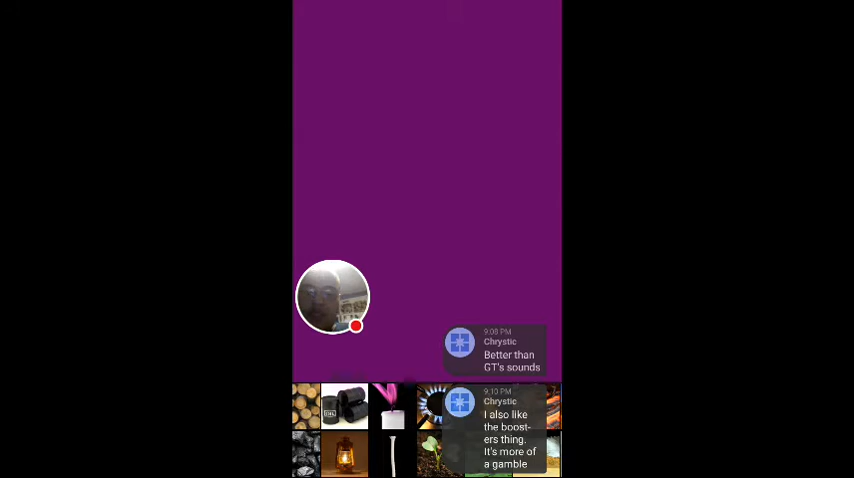 9:08 PM
Chrystic
Better than
GT's sounds
9:10 PM
Chrystic
I also like
the boost-
ers thing.
It's more of
a gamble